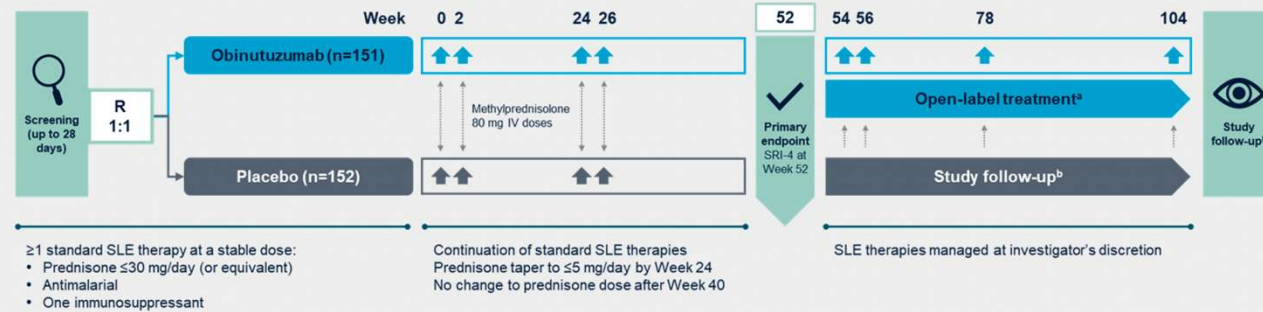 Week 0 2 24 26 52 54 56 78 104
Screening
(up to 28
days)
R
1:1
Obinutuzumab (n=151)
Placebo (n=152)
Methylprednisolone
80 mg IV doses
Primary
endpoint
SRI-4 at
Week 52
Open-label treatmentᵃ
Study follow-upᵇ
Study
follow-up
≥1 standard SLE therapy at a stable dose:
• Prednisone ≤30 mg/day (or equivalent)
• Antimalarial
• One immunosuppressant
Continuation of standard SLE therapies
Prednisone taper to ≤5 mg/day by Week 24
No change to prednisone dose after Week 40
SLE therapies managed at investigator's discretion